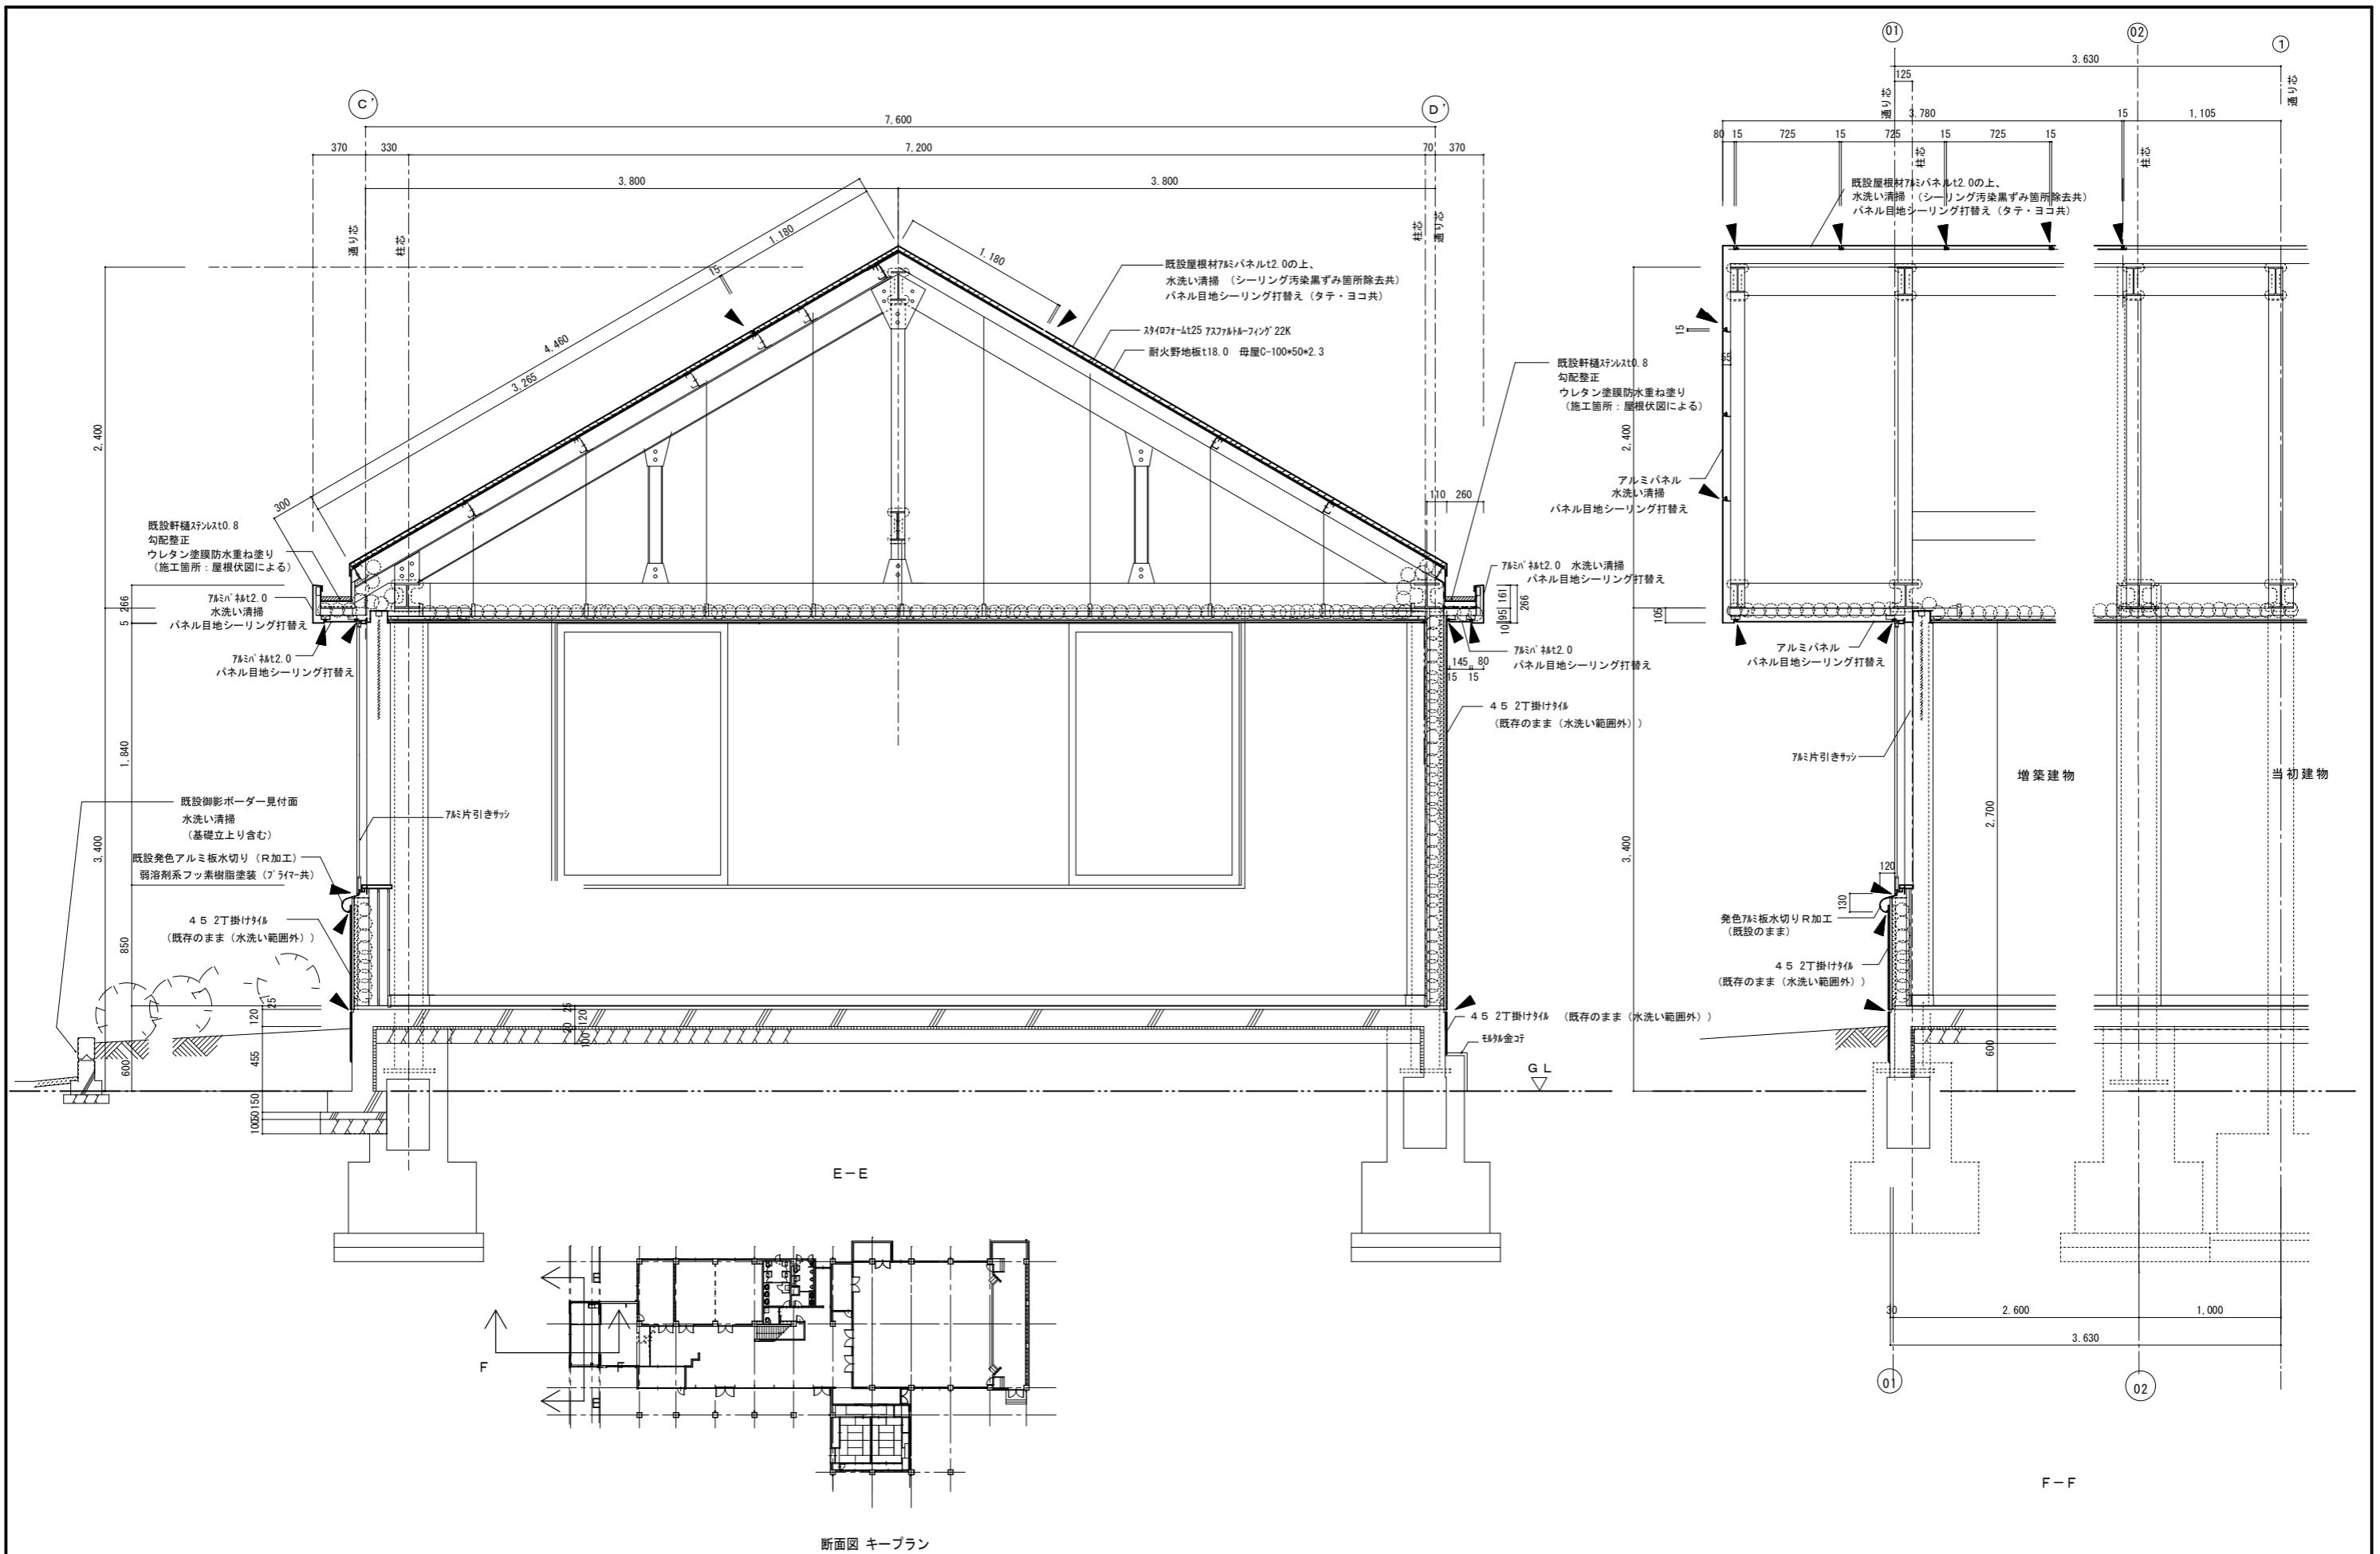 C'
D'
7,600
370
330
7,200
70
370
3,800
3.800
通り芯
柱芯
柱芯
通り芯
1.180
15
4.460
3,265
300
1.180
既設屋根材ｱﾙﾐパネルt2.0の上、
水洗い清掃 （シーリング汚染黒ずみ箇所除去共）
パネル目地シーリング打替え（タテ・ヨコ共）
ｽﾀｲﾛﾌｫｰﾑt25 ｱｽﾌｧﾙﾄﾙｰﾌｨﾝｸﾞ22K
耐火野地板t18.0 母屋C-100*50*2.3
既設軒樋ｽﾃﾝﾚｽt0.8
勾配整正
ウレタン塗膜防水重ね塗り
（施工箇所：屋根伏図による）
既設軒樋ｽﾃﾝﾚｽt0.8
勾配整正
ウレタン塗膜防水重ね塗り
（施工箇所：屋根伏図による）
ｱﾙﾐﾊﾟﾈﾙt2.0
水洗い清掃
パネル目地シーリング打替え
ｱﾙﾐﾊﾟﾈﾙt2.0
パネル目地シーリング打替え
110
260
ｱﾙﾐﾊﾟﾈﾙt2.0 水洗い清掃
パネル目地シーリング打替え
161
95
10
266
ｱﾙﾐﾊﾟﾈﾙt2.0
パネル目地シーリング打替え
145
80
15
15
2,400
266
5
1,840
3,400
850
25
120
455
600
150
50
100
既設御影ボーダー見付面
水洗い清掃
（基礎立上り含む）
既設発色アルミ板水切り（R加工）
弱溶剤系フッ素樹脂塗装（ﾌﾟﾗｲﾏｰ共）
４５ 2丁掛けﾀｲﾙ
（既存のまま（水洗い範囲外））
ｱﾙﾐ片引きｻｯｼ
４５ 2丁掛けﾀｲﾙ
（既存のまま（水洗い範囲外））
25
120
20
100
４５ 2丁掛けﾀｲﾙ （既存のまま（水洗い範囲外））
ﾓﾙﾀﾙ金ｺﾃ
ＧＬ
Ｅ－Ｅ
F
F
断面図 キープラン
01
02
1
3.630
125
通り芯
通り芯
3.780
15
1,105
80
15
725
15
725
15
725
15
柱芯
柱芯
既設屋根材ｱﾙﾐパネルt2.0の上、
水洗い清掃 （シーリング汚染黒ずみ箇所除去共）
パネル目地シーリング打替え（タテ・ヨコ共）
15
55
2,400
アルミパネル
水洗い清掃
パネル目地シーリング打替え
105
アルミパネル
パネル目地シーリング打替え
ｱﾙﾐ片引きｻｯｼ
増築建物
当初建物
2,700
3,400
120
130
発色ｱﾙﾐ板水切りＲ加工
（既設のまま）
４５ 2丁掛けﾀｲﾙ
（既存のまま（水洗い範囲外））
600
30
2.600
1,000
3.630
01
02
Ｆ－Ｆ